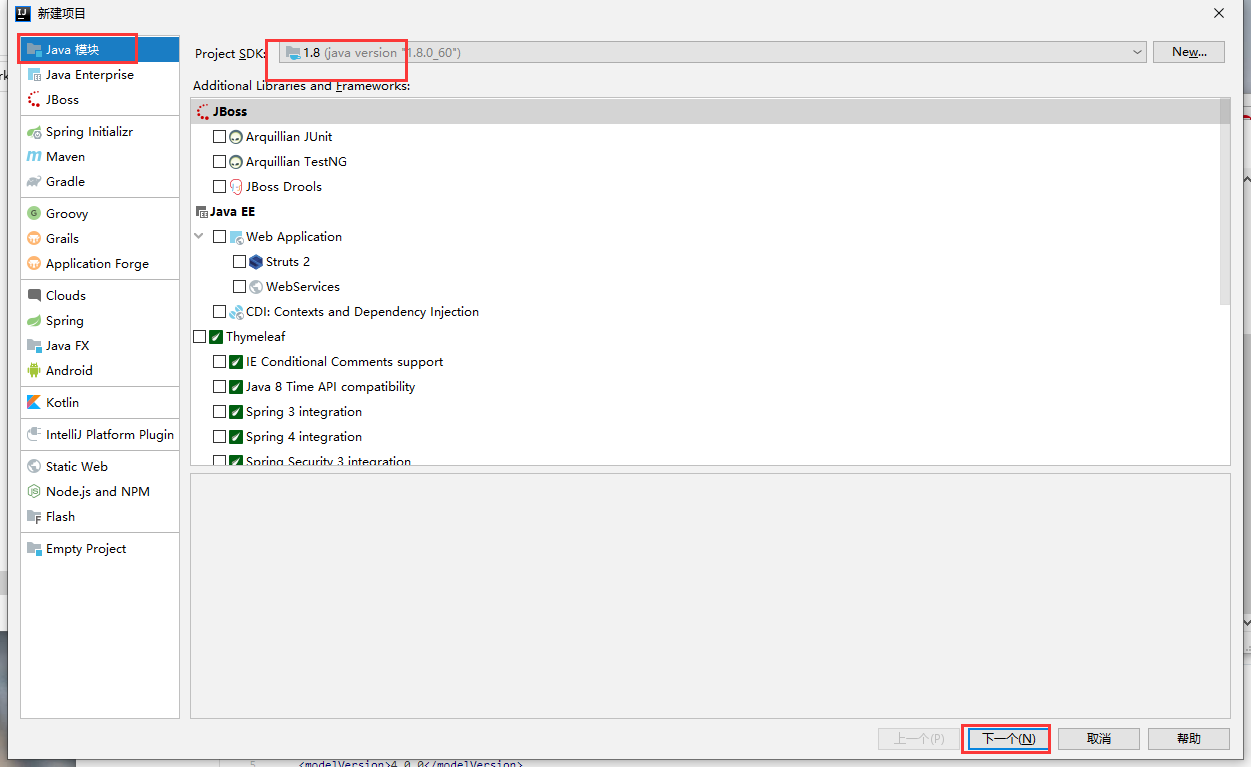 新建项目
Java 模块
Java Enterprise
JBoss
Spring Initializr
Maven
Gradle
Groovy
Grails
Application Forge
Clouds
Spring
Java FX
Android
Kotlin
IntelliJ Platform Plugin
Static Web
Node.js and NPM
Flash
Empty Project
Project SDK:
1.8 (java version "1.8.0_60")
New...
Additional Libraries and Frameworks:
JBoss
Arquillian JUnit
Arquillian TestNG
JBoss Drools
Java EE
Web Application
Struts 2
WebServices
CDI: Contexts and Dependency Injection
Thymeleaf
IE Conditional Comments support
Java 8 Time API compatibility
Spring 3 integration
Spring 4 integration
Spring Security 3 integration
上一个(P)
下一个(N)
取消
帮助
5 <modelVersion>4.0.0</modelVersion>